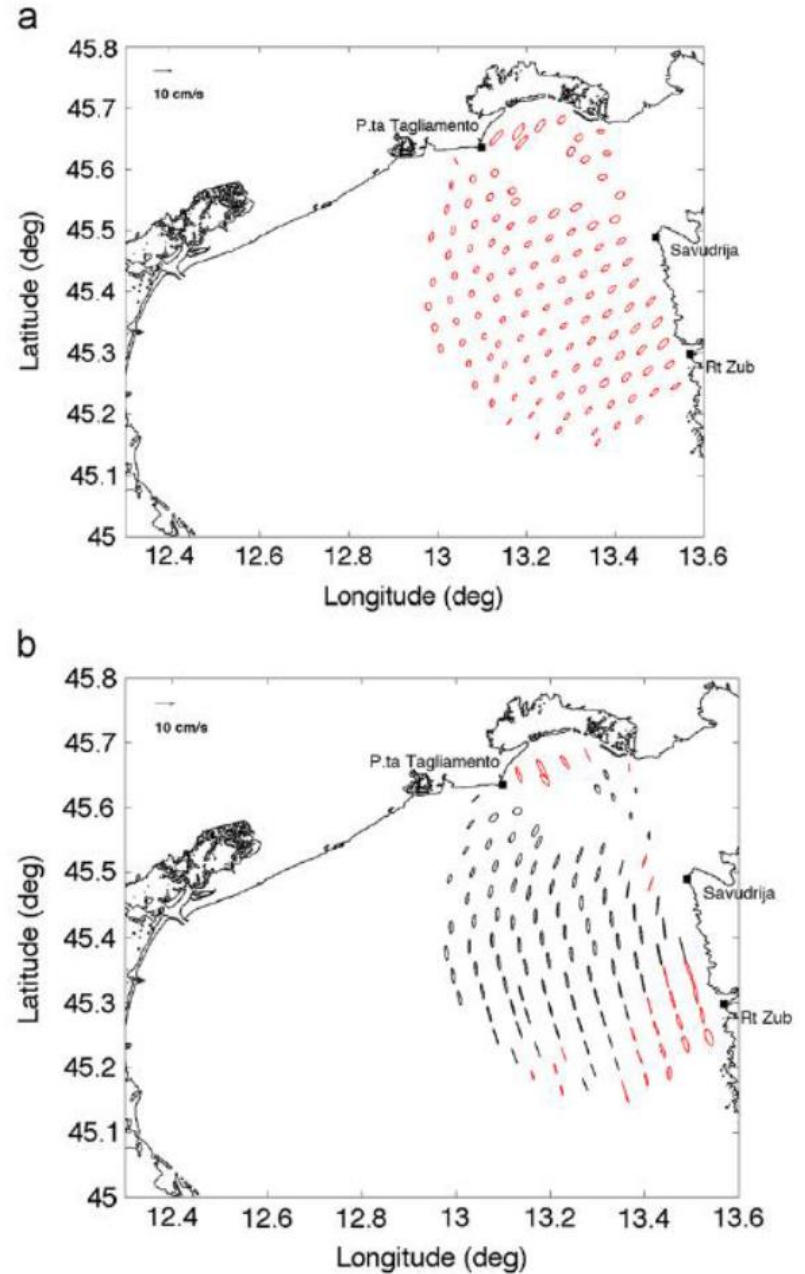 a
45.8
45.7
45.6
45.5
45.4
45.3
45.2
45.1
45
Latitude (deg)
10 cm/s
P.ta Tagliamento
Savudrija
Rt Zub
12.4 12.6 12.8 13 13.2 13.4 13.6
Longitude (deg)
b
45.8
45.7
45.6
45.5
45.4
45.3
45.2
45.1
45
Latitude (deg)
10 cm/s
P.ta Tagliamento
Savudrija
Rt Zub
12.4 12.6 12.8 13 13.2 13.4 13.6
Longitude (deg)